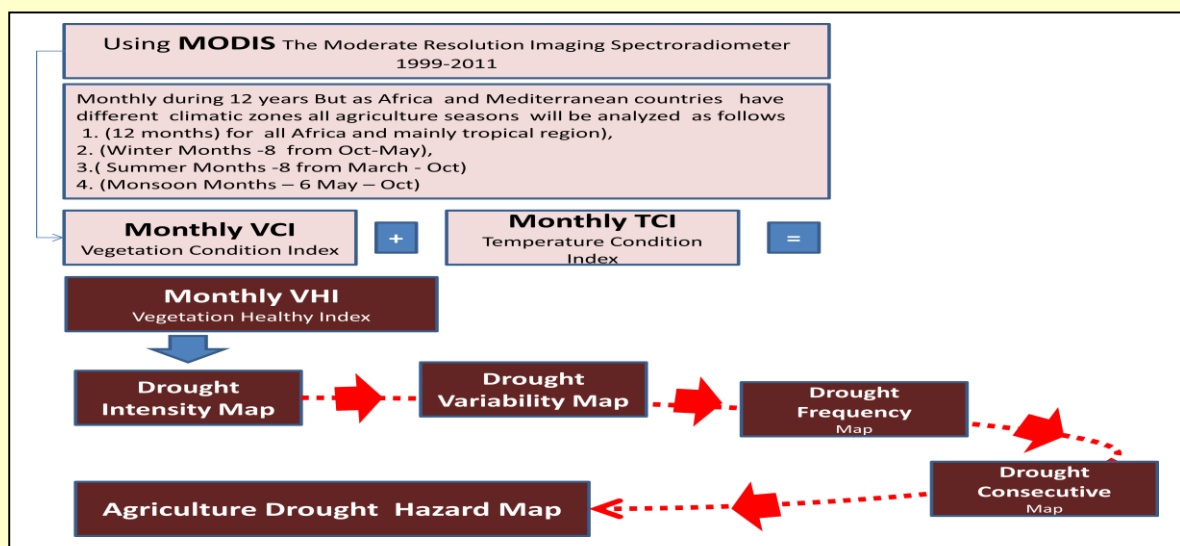 Using MODIS The Moderate Resolution Imaging Spectroradiometer
1999-2011
Monthly during 12 years But as Africa and Mediterranean countries have
different climatic zones all agriculture seasons will be analyzed as follows
1. (12 months) for all Africa and mainly tropical region),
2. (Winter Months -8 from Oct-May),
3.( Summer Months -8 from March - Oct)
4. (Monsoon Months – 6 May – Oct)
Monthly VCI
Vegetation Condition Index
+
Monthly TCI
Temperature Condition
Index
=
Monthly VHI
Vegetation Healthy Index
Drought
Intensity Map
Drought
Variability Map
Drought
Frequency
Map
Drought
Consecutive
Map
Agriculture Drought Hazard Map